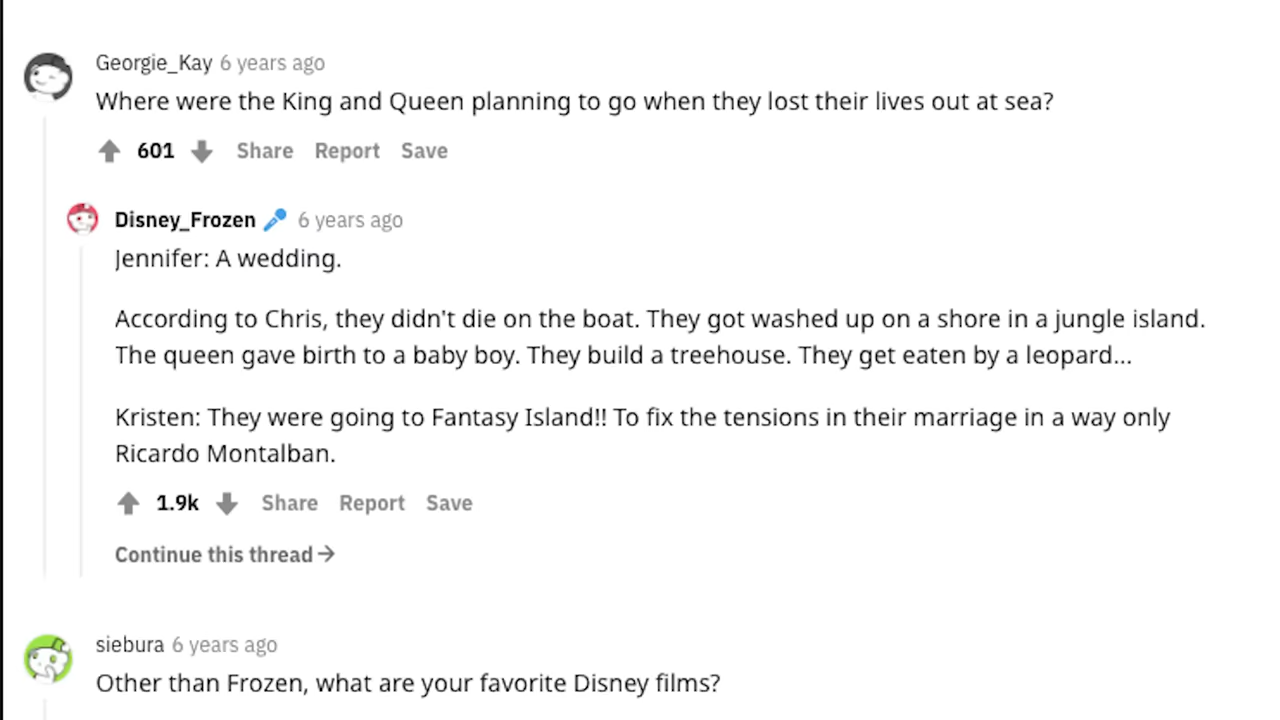 Georgie_Kay 6 years ago
Where were the King and Queen planning to go when they lost their lives out at sea?
601 Share Report Save
Disney_Frozen 6 years ago
Jennifer: A wedding.
According to Chris, they didn't die on the boat. They got washed up on a shore in a jungle island.
The queen gave birth to a baby boy. They build a treehouse. They get eaten by a leopard...
Kristen: They were going to Fantasy Island!! To fix the tensions in their marriage in a way only
Ricardo Montalban.
1.9k Share Report Save
Continue this thread →
siebura 6 years ago
Other than Frozen, what are your favorite Disney films?